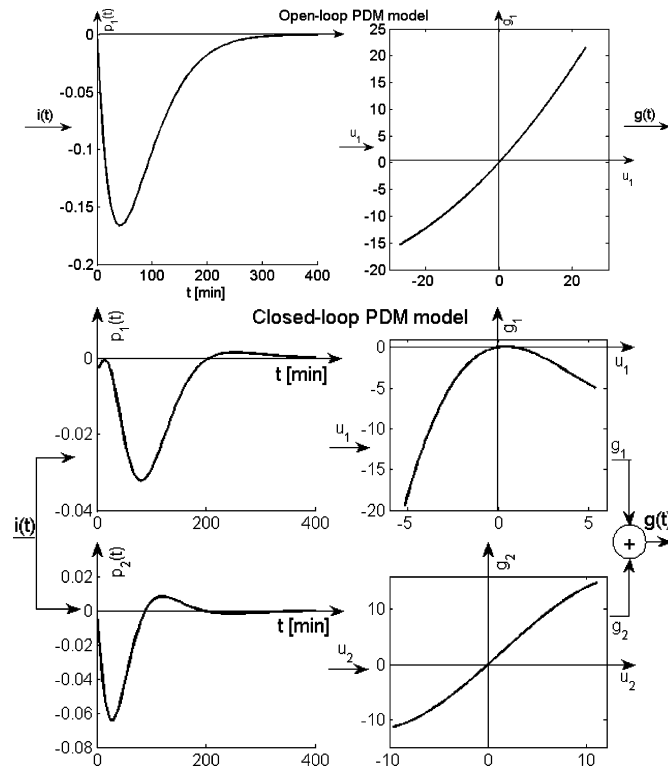 Open-loop PDM model
p₁(t)
0
-0.05
-0.1
-0.15
-0.2
0 100 200 300 400
t [min]
i(t)
u₁
g₁
25
20
15
10
5
0
-5
-10
-15
-20
-20 0 20
u₁
g(t)
Closed-loop PDM model
p₁(t)
0
-0.02
-0.04
0 200 400
t [min]
u₁
g₁
0
-5
-10
-15
-20
-5 0 5
u₁
g₁
i(t)
g(t)
+
p₂(t)
0.02
0
-0.02
-0.04
-0.06
-0.08
0 200 400
t [min]
u₂
g₂
10
0
-10
-10 0 10
u₂
g₂